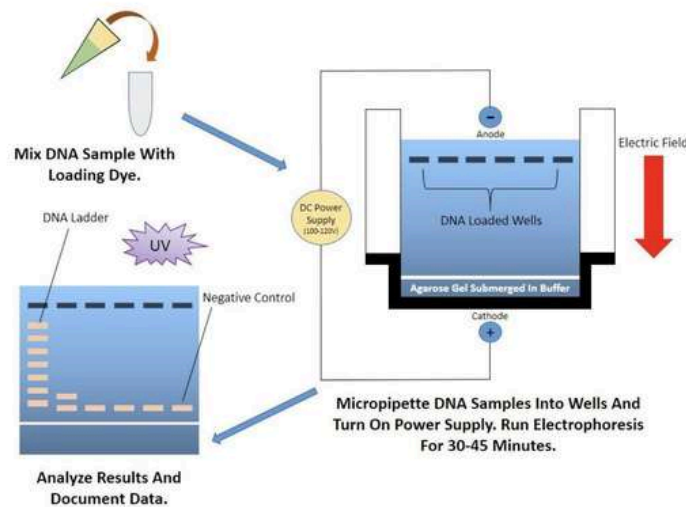 Mix DNA Sample With
Loading Dye.
−
Anode
Electric Field
DC Power
Supply
(100-120V)
DNA Loaded Wells
Agarose Gel Submerged In Buffer
Cathode
+
Micropipette DNA Samples Into Wells And
Turn On Power Supply. Run Electrophoresis
For 30-45 Minutes.
DNA Ladder
UV
Negative Control
Analyze Results And
Document Data.